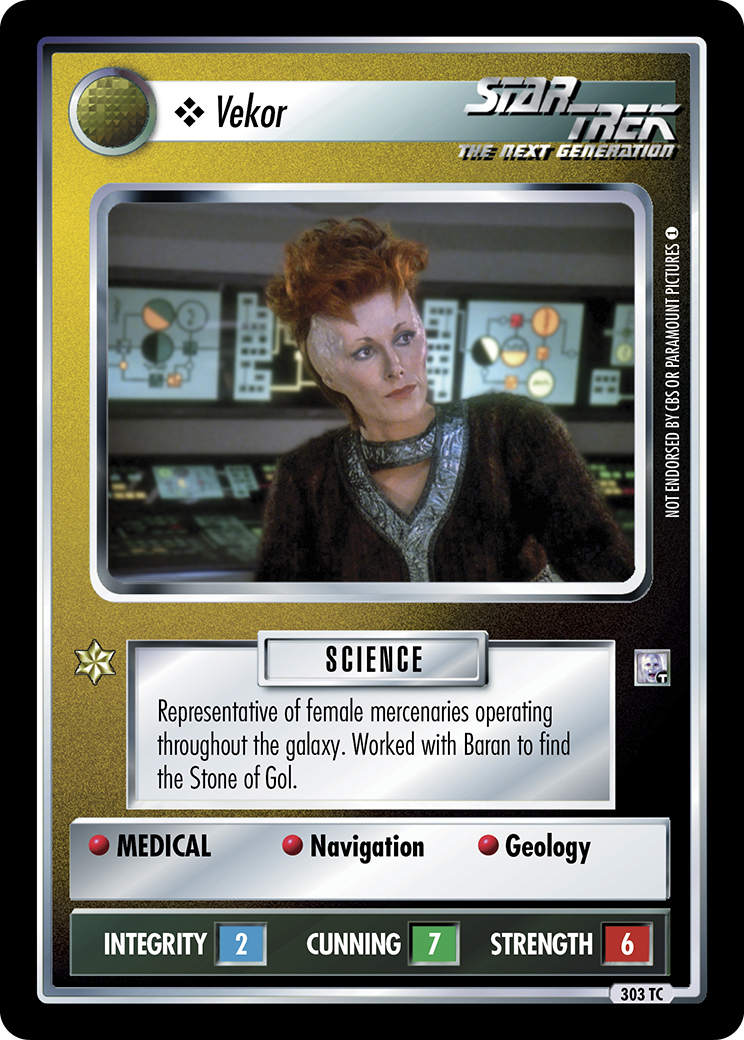 ❖ Vekor
STAR TREK
THE NEXT GENERATION
NOT ENDORSED BY CBS OR PARAMOUNT PICTURES 1
SCIENCE
Representative of female mercenaries operating
throughout the galaxy. Worked with Baran to find
the Stone of Gol.
MEDICAL Navigation Geology
INTEGRITY 2 CUNNING 7 STRENGTH 6
303 TC